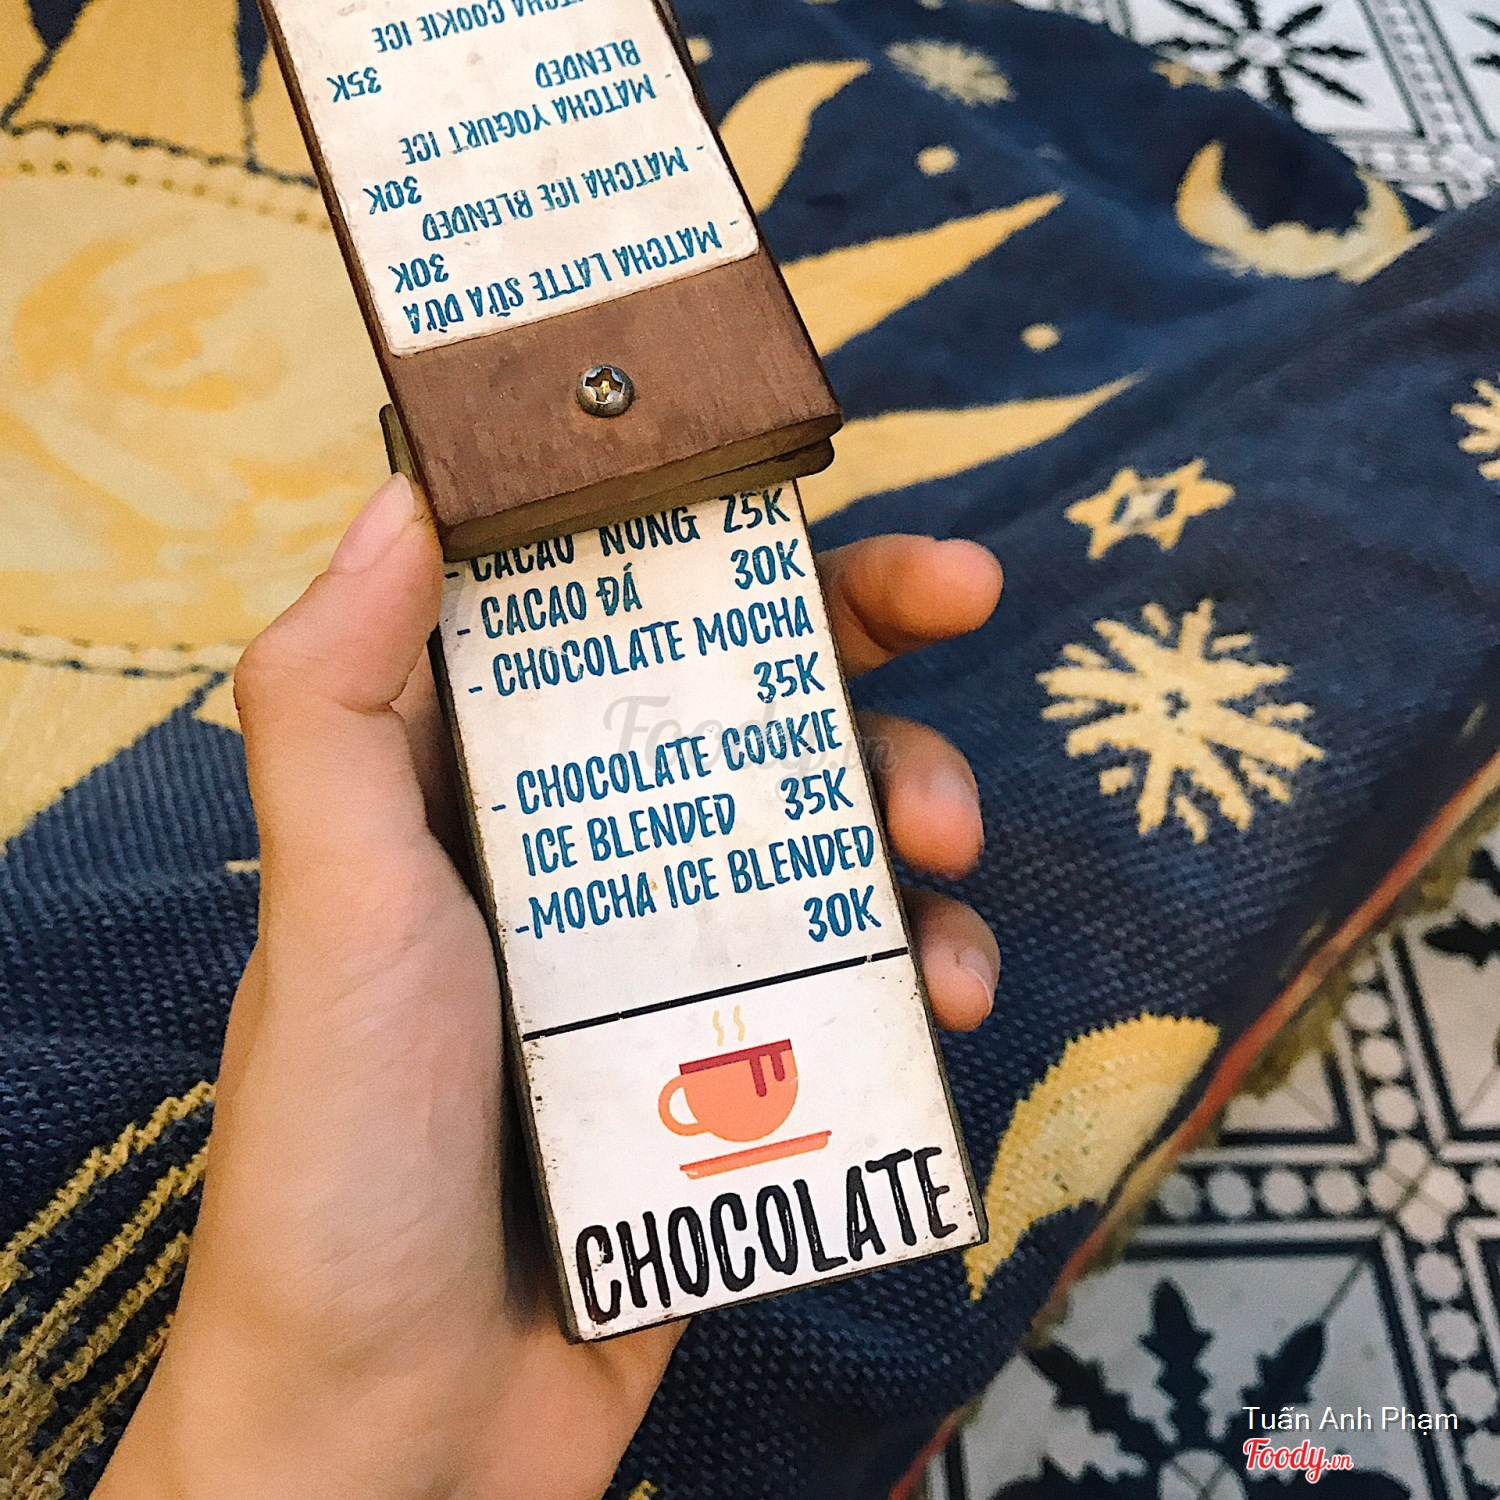 - MATCHA LATTE SỮA DỪA
30K
- MATCHA ICE BLENDED
30K
- MATCHA YOGURT ICE
BLENDED 35K
COOKIE ICE
- CACAO NÓNG 25K
- CACAO ĐÁ 30K
- CHOCOLATE MOCHA
35K
- CHOCOLATE COOKIE
ICE BLENDED 35K
-MOCHA ICE BLENDED
30K
CHOCOLATE
Foody.vn
Tuấn Anh Phạm
Foody.vn